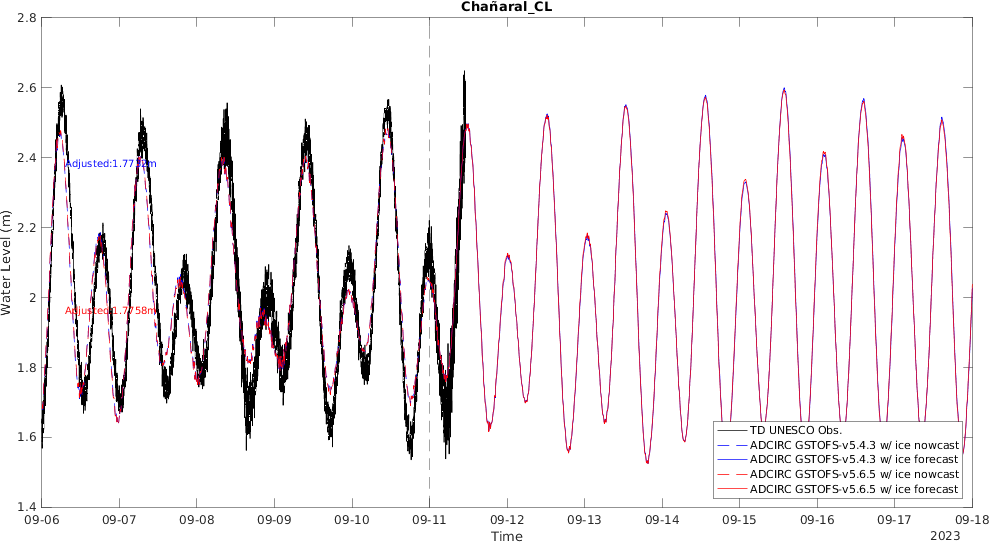 Chañaral_CL
2.8
2.6
2.4
2.2
2
1.8
1.6
1.4
Water Level (m)
Adjusted:1.7758m
TD UNESCO Obs.
ADCIRC GSTOFS-v5.4.3 w/ ice nowcast
ADCIRC GSTOFS-v5.4.3 w/ ice forecast
ADCIRC GSTOFS-v5.6.5 w/ ice nowcast
ADCIRC GSTOFS-v5.6.5 w/ ice forecast
09-06 09-07 09-08 09-09 09-10 09-11 09-12 09-13 09-14 09-15 09-16 09-17 09-18
Time
2023